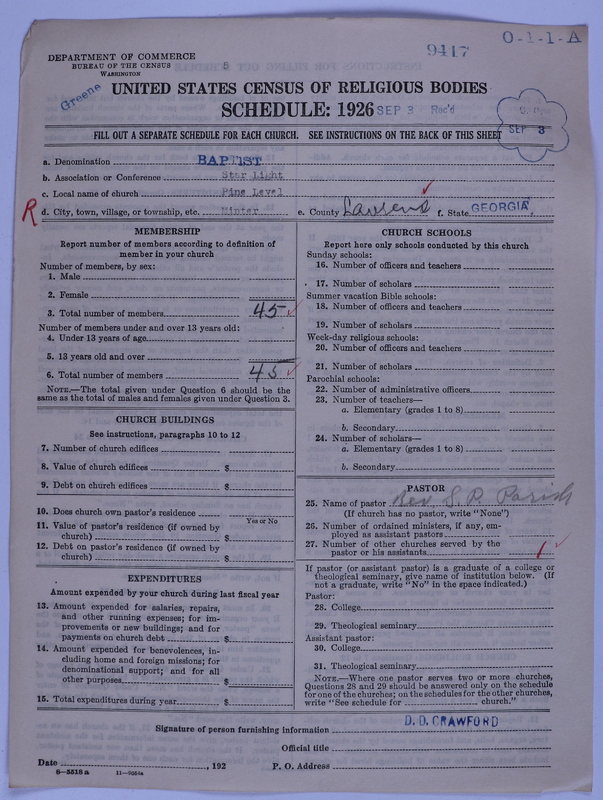 O-1-1-A
9417
DEPARTMENT OF COMMERCE
BUREAU OF THE CENSUS
WASHINGTON
5
Greene
UNITED STATES CENSUS OF RELIGIOUS BODIES
SCHEDULE: 1926 SEP 3 Rec'd
SEP 3
FILL OUT A SEPARATE SCHEDULE FOR EACH CHURCH. SEE INSTRUCTIONS ON THE BACK OF THIS SHEET
a. Denomination BAPTIST
b. Association or Conference Star Light
c. Local name of church Pine Level
R d. City, town, village, or township, etc. Minter e. County Laurens f. State GEORGIA
MEMBERSHIP
Report number of members according to definition of
member in your church
Number of members, by sex:
1. Male
2. Female
3. Total number of members 45
Number of members under and over 13 years old:
4. Under 13 years of age
5. 13 years old and over
6. Total number of members 45
NOTE.—The total given under Question 6 should be the
same as the total of males and females given under Question 3.
CHURCH BUILDINGS
See instructions, paragraphs 10 to 12
7. Number of church edifices
8. Value of church edifices $
9. Debt on church edifices $
10. Does church own pastor's residence
Yes or No
11. Value of pastor's residence (if owned by
church) $
12. Debt on pastor's residence (if owned by
church) $
EXPENDITURES
Amount expended by your church during last fiscal year
13. Amount expended for salaries, repairs,
and other running expenses; for im-
provements or new buildings; and for
payments on church debt $
14. Amount expended for benevolences, in-
cluding home and foreign missions; for
denominational support; and for all
other purposes $
15. Total expenditures during year $
CHURCH SCHOOLS
Report here only schools conducted by this church
Sunday schools:
16. Number of officers and teachers
17. Number of scholars
Summer vacation Bible schools:
18. Number of officers and teachers
19. Number of scholars
Week-day religious schools:
20. Number of officers and teachers
21. Number of scholars
Parochial schools:
22. Number of administrative officers
23. Number of teachers—
a. Elementary (grades 1 to 8)
b. Secondary
24. Number of scholars—
a. Elementary (grades 1 to 8)
b. Secondary
PASTOR
25. Name of pastor Rev S. P. Parish
(If church has no pastor, write "None")
26. Number of ordained ministers, if any, em-
ployed as assistant pastors
27. Number of other churches served by the
pastor or his assistants 1
If pastor (or assistant pastor) is a graduate of a college or
theological seminary, give name of institution below. (If
not a graduate, write "No" in the space indicated.)
Pastor:
28. College
29. Theological seminary
Assistant pastor:
30. College
31. Theological seminary
NOTE.—Where one pastor serves two or more churches,
Questions 28 and 29 should be answered only on the schedule
for one of the churches; on the schedules for the other churches,
write "See schedule for church."
Signature of person furnishing information D. D. CRAWFORD
Official title
Date , 192 P. O. Address
8-5518a 11-9554a